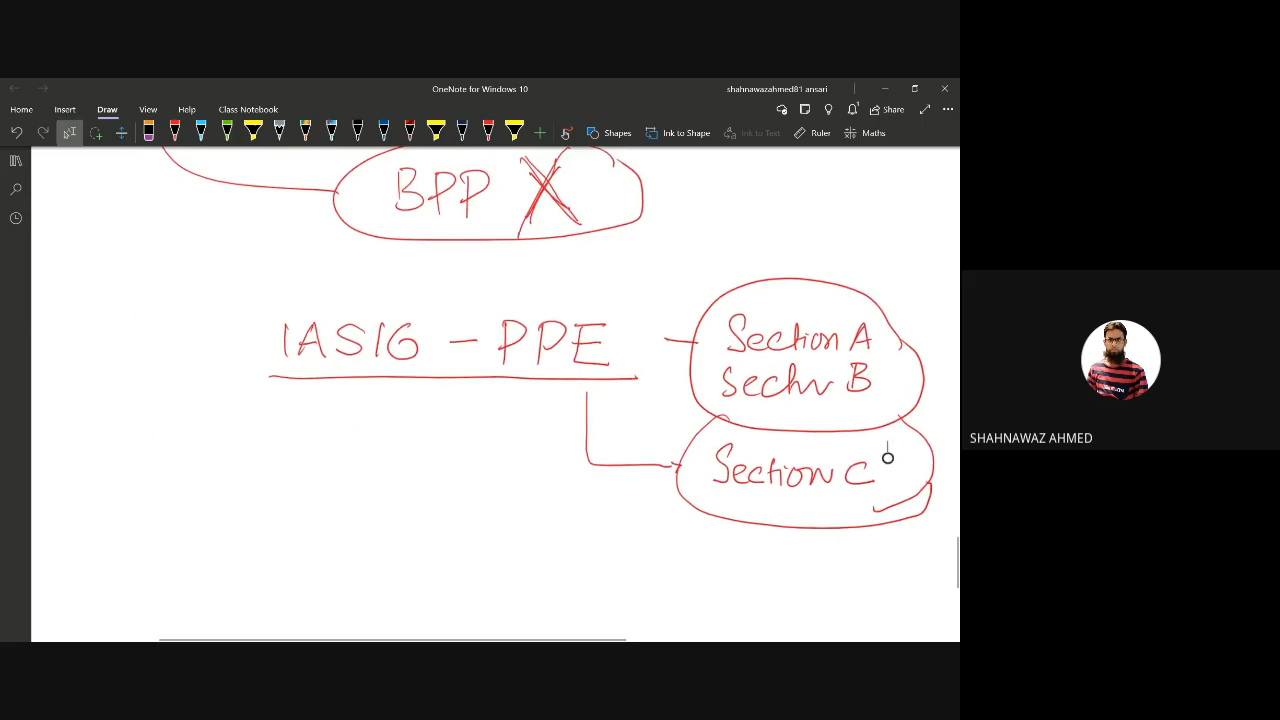 OneNote for Windows 10
shahnawazahmed81 ansari
Home Insert Draw View Help Class Notebook
Share
Shapes Ink to Shape Ink to Text Ruler Maths
BPP X
IAS16 - PPE
Section A
Sechv B
Section C
SHAHNAWAZ AHMED